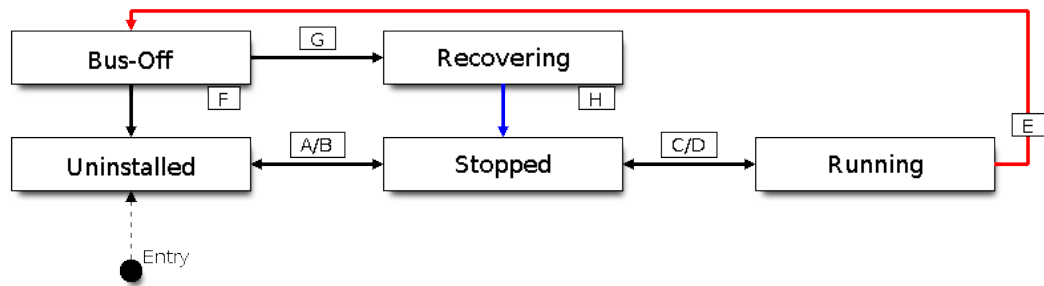 G
Bus-Off
Recovering
F
H
E
A/B
C/D
Uninstalled
Stopped
Running
Entry